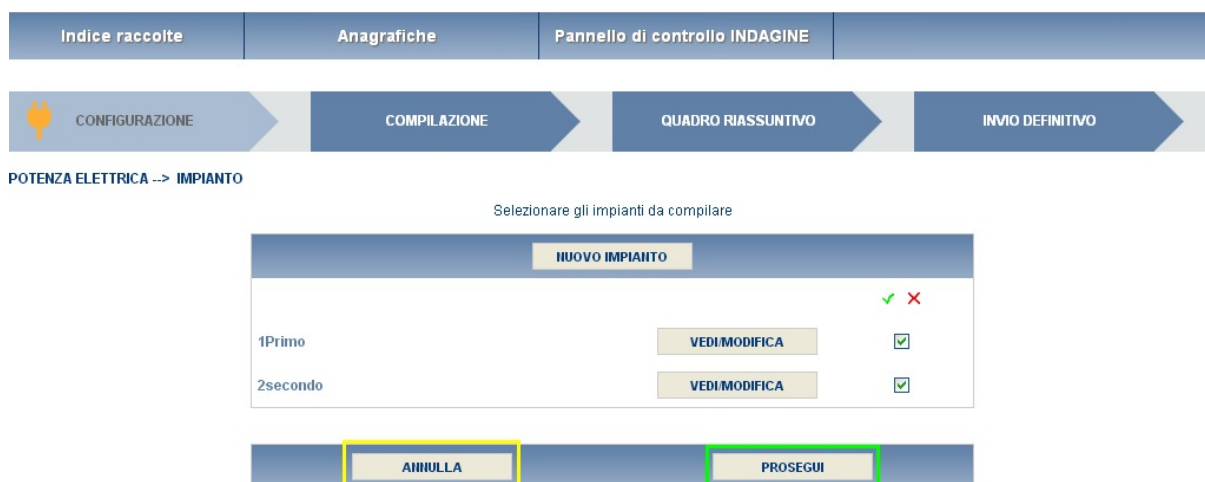 Indice raccolte Anagrafiche Pannello di controllo INDAGINE
CONFIGURAZIONE COMPILAZIONE QUADRO RIASSUNTIVO INVIO DEFINITIVO
POTENZA ELETTRICA --> IMPIANTO
Selezionare gli impianti da compilare
NUOVO IMPIANTO
1Primo VEDI/MODIFICA
2secondo VEDI/MODIFICA
ANNULLA PROSEGUI